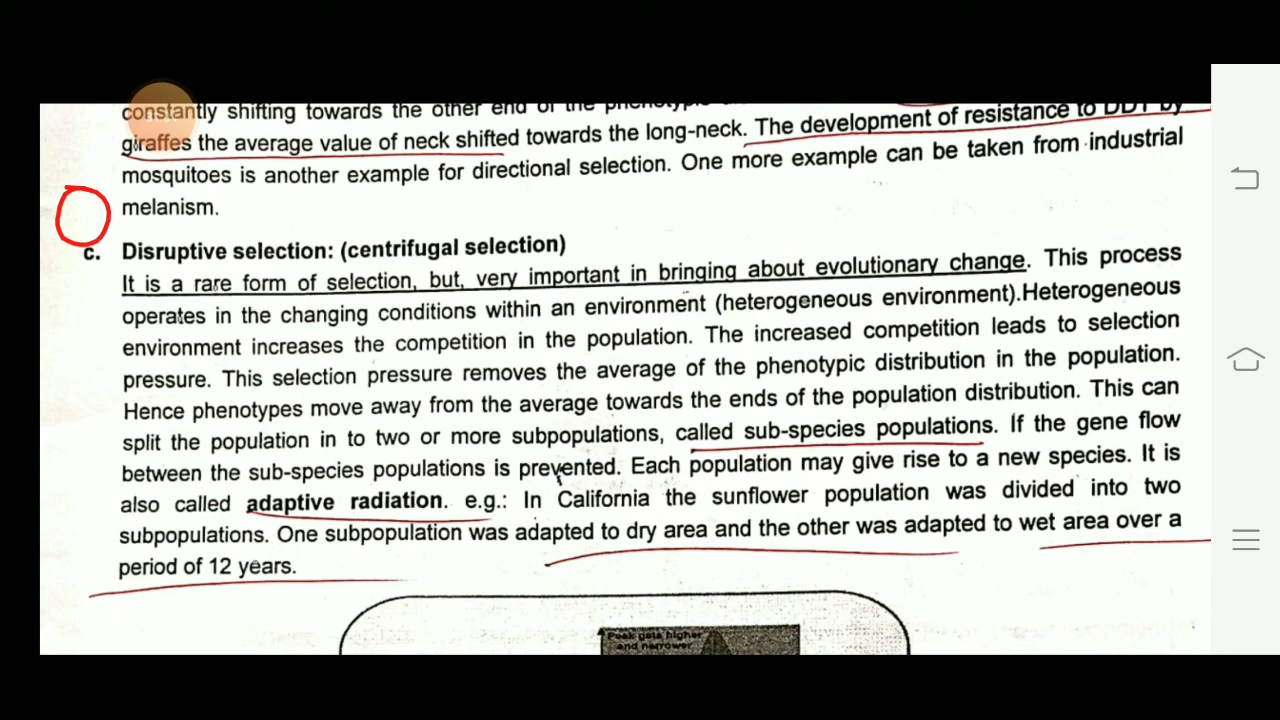 constantly shifting towards the other end of the phenotypic
giraffes the average value of neck shifted towards the long-neck. The development of resistance to DDT by
mosquitoes is another example for directional selection. One more example can be taken from industrial
melanism.
c. Disruptive selection: (centrifugal selection)
It is a rare form of selection, but, very important in bringing about evolutionary change. This process
operates in the changing conditions within an environment (heterogeneous environment).Heterogeneous
environment increases the competition in the population. The increased competition leads to selection
pressure. This selection pressure removes the average of the phenotypic distribution in the population.
Hence phenotypes move away from the average towards the ends of the population distribution. This can
split the population in to two or more subpopulations, called sub-species populations. If the gene flow
between the sub-species populations is prevented. Each population may give rise to a new species. It is
also called adaptive radiation. e.g.: In California the sunflower population was divided into two
subpopulations. One subpopulation was adapted to dry area and the other was adapted to wet area over a
period of 12 years.
Peak gets higher
and narrower